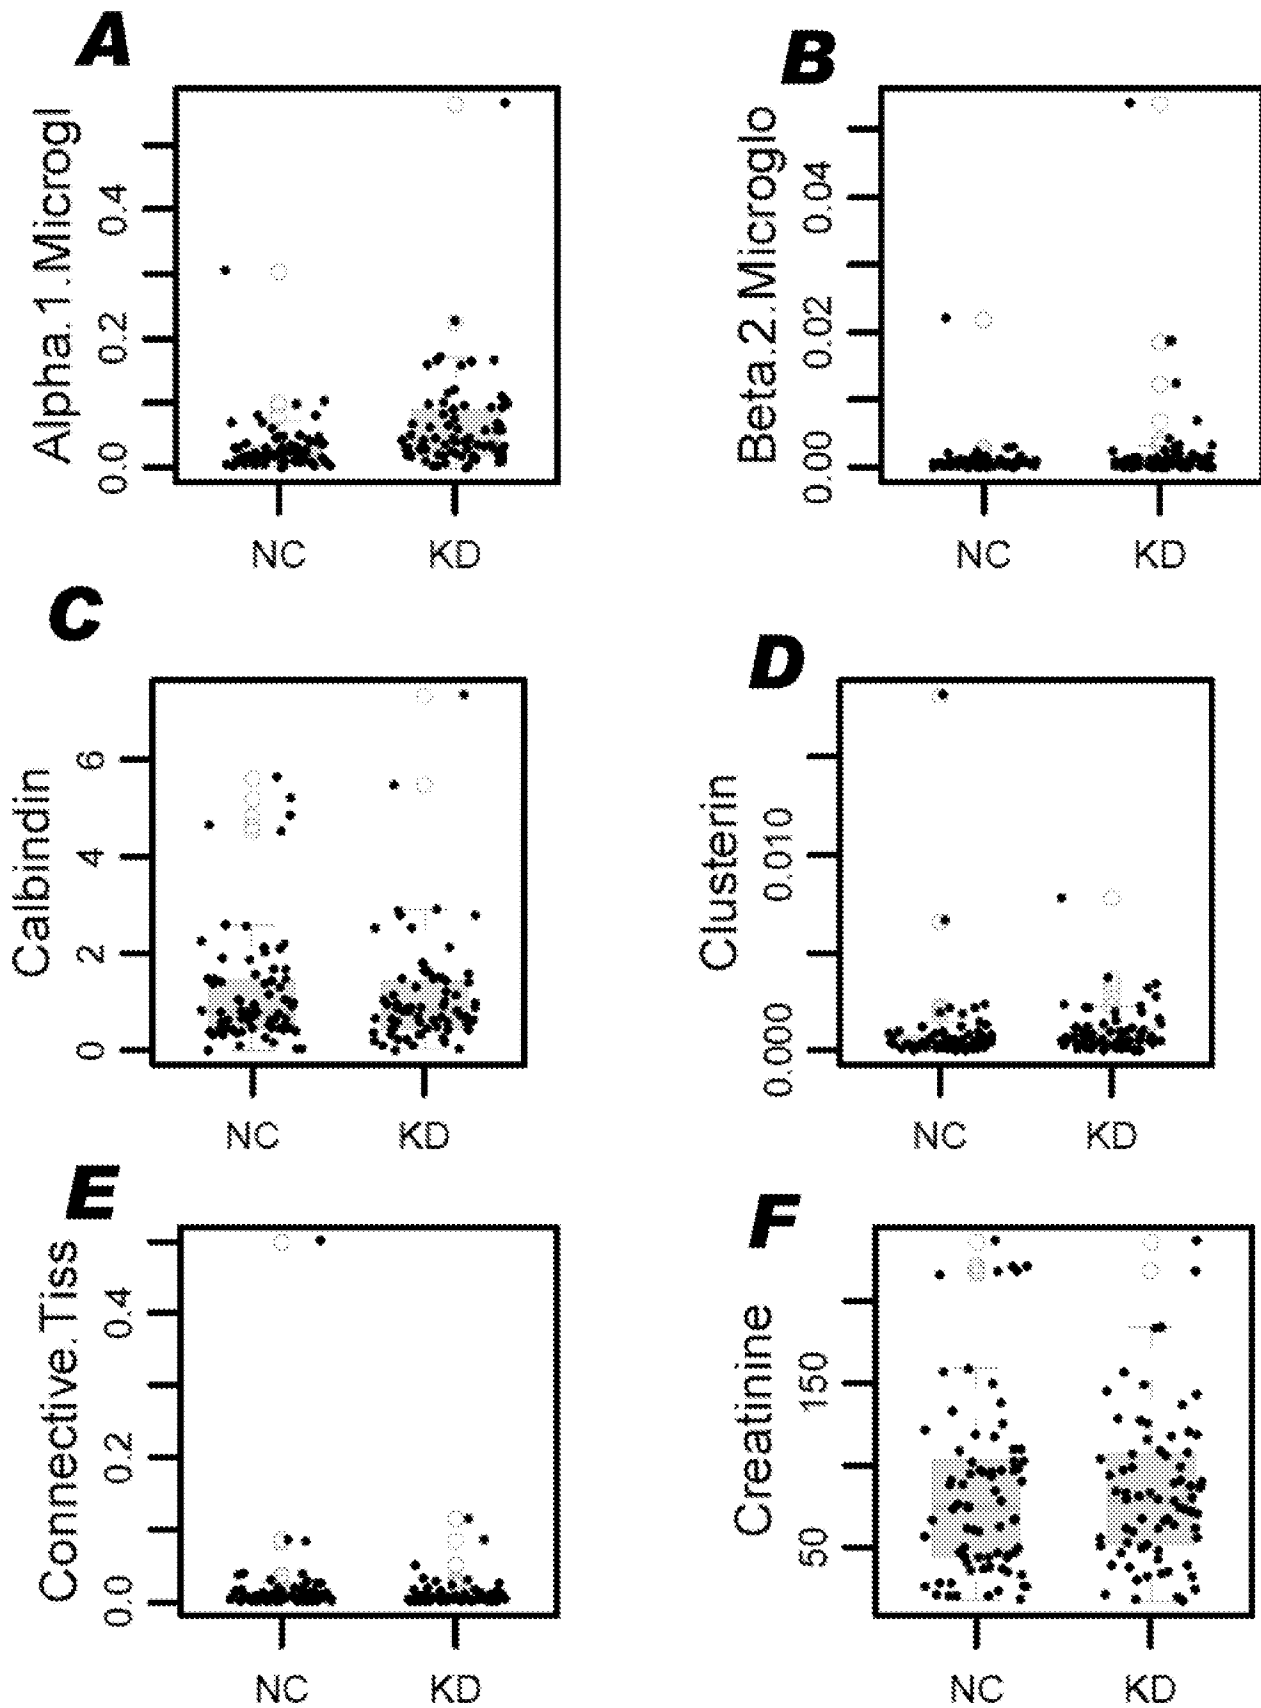 A
Alpha.1.Microgl
0.4
0.2
0.0
NC
KD
B
Beta.2.Microglo
0.04
0.02
0.00
NC
KD
C
Calbindin
6
4
2
0
NC
KD
D
Clusterin
0.010
0.000
NC
KD
E
Connective.Tiss
0.4
0.2
0.0
NC
KD
F
Creatinine
150
50
NC
KD